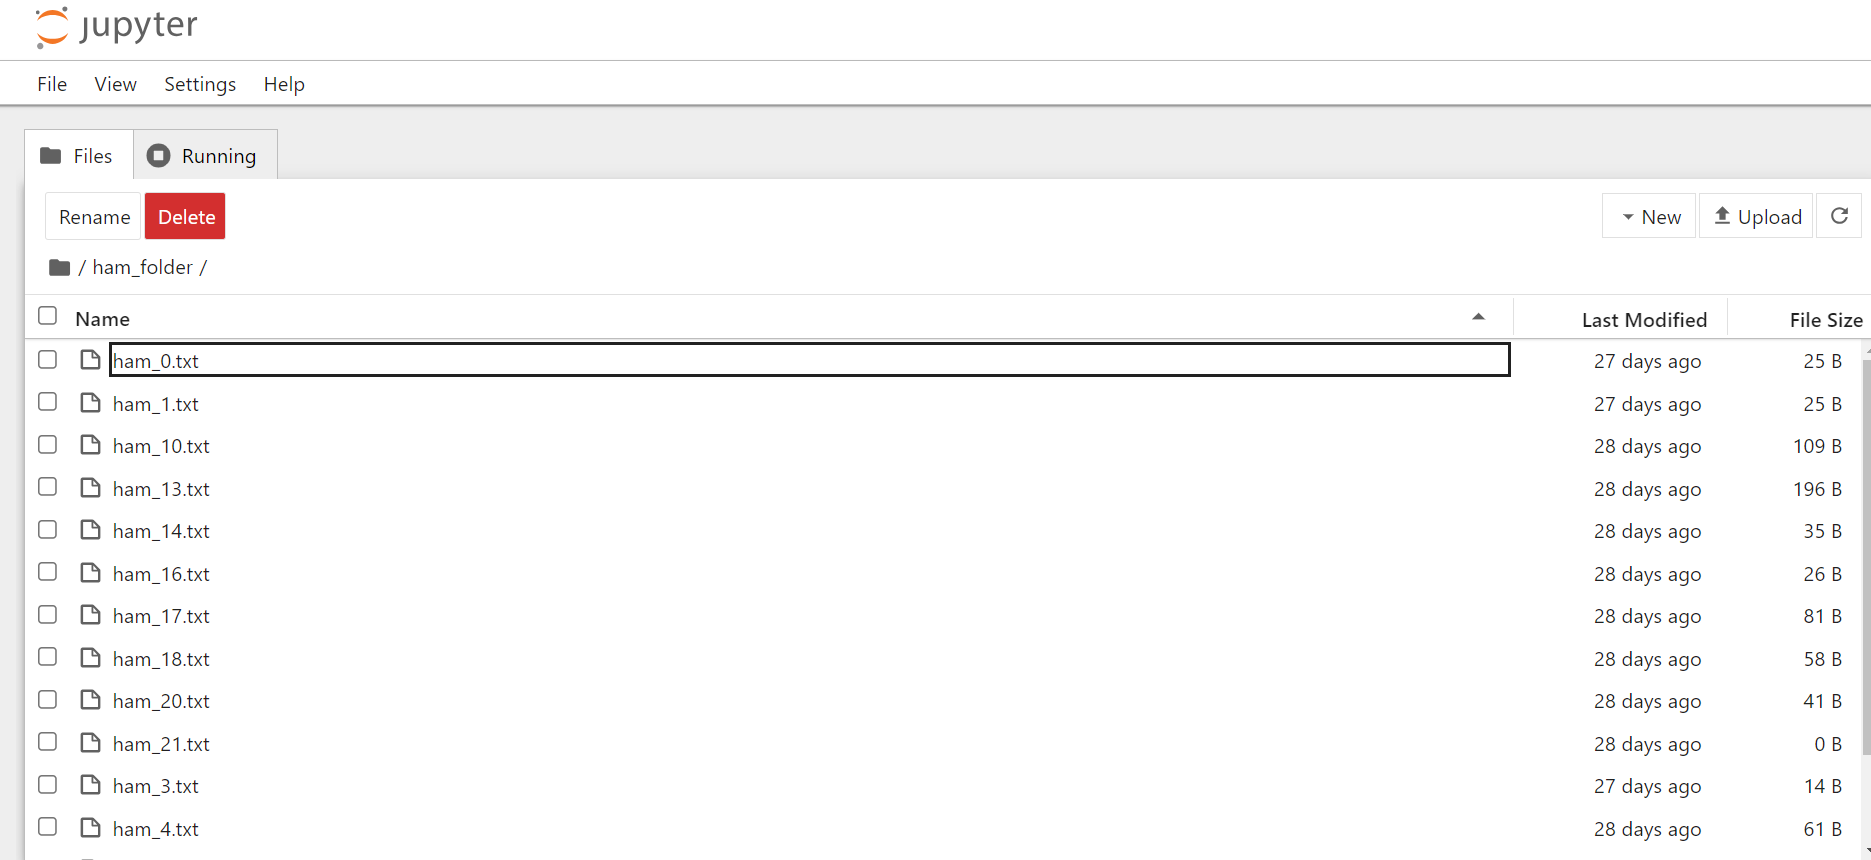 jupyter
File View Settings Help
Files Running
Rename Delete New Upload
/ ham_folder /
Name Last Modified File Size
ham_0.txt 27 days ago 25 B
ham_1.txt 27 days ago 25 B
ham_10.txt 28 days ago 109 B
ham_13.txt 28 days ago 196 B
ham_14.txt 28 days ago 35 B
ham_16.txt 28 days ago 26 B
ham_17.txt 28 days ago 81 B
ham_18.txt 28 days ago 58 B
ham_20.txt 28 days ago 41 B
ham_21.txt 28 days ago 0 B
ham_3.txt 27 days ago 14 B
ham_4.txt 28 days ago 61 B